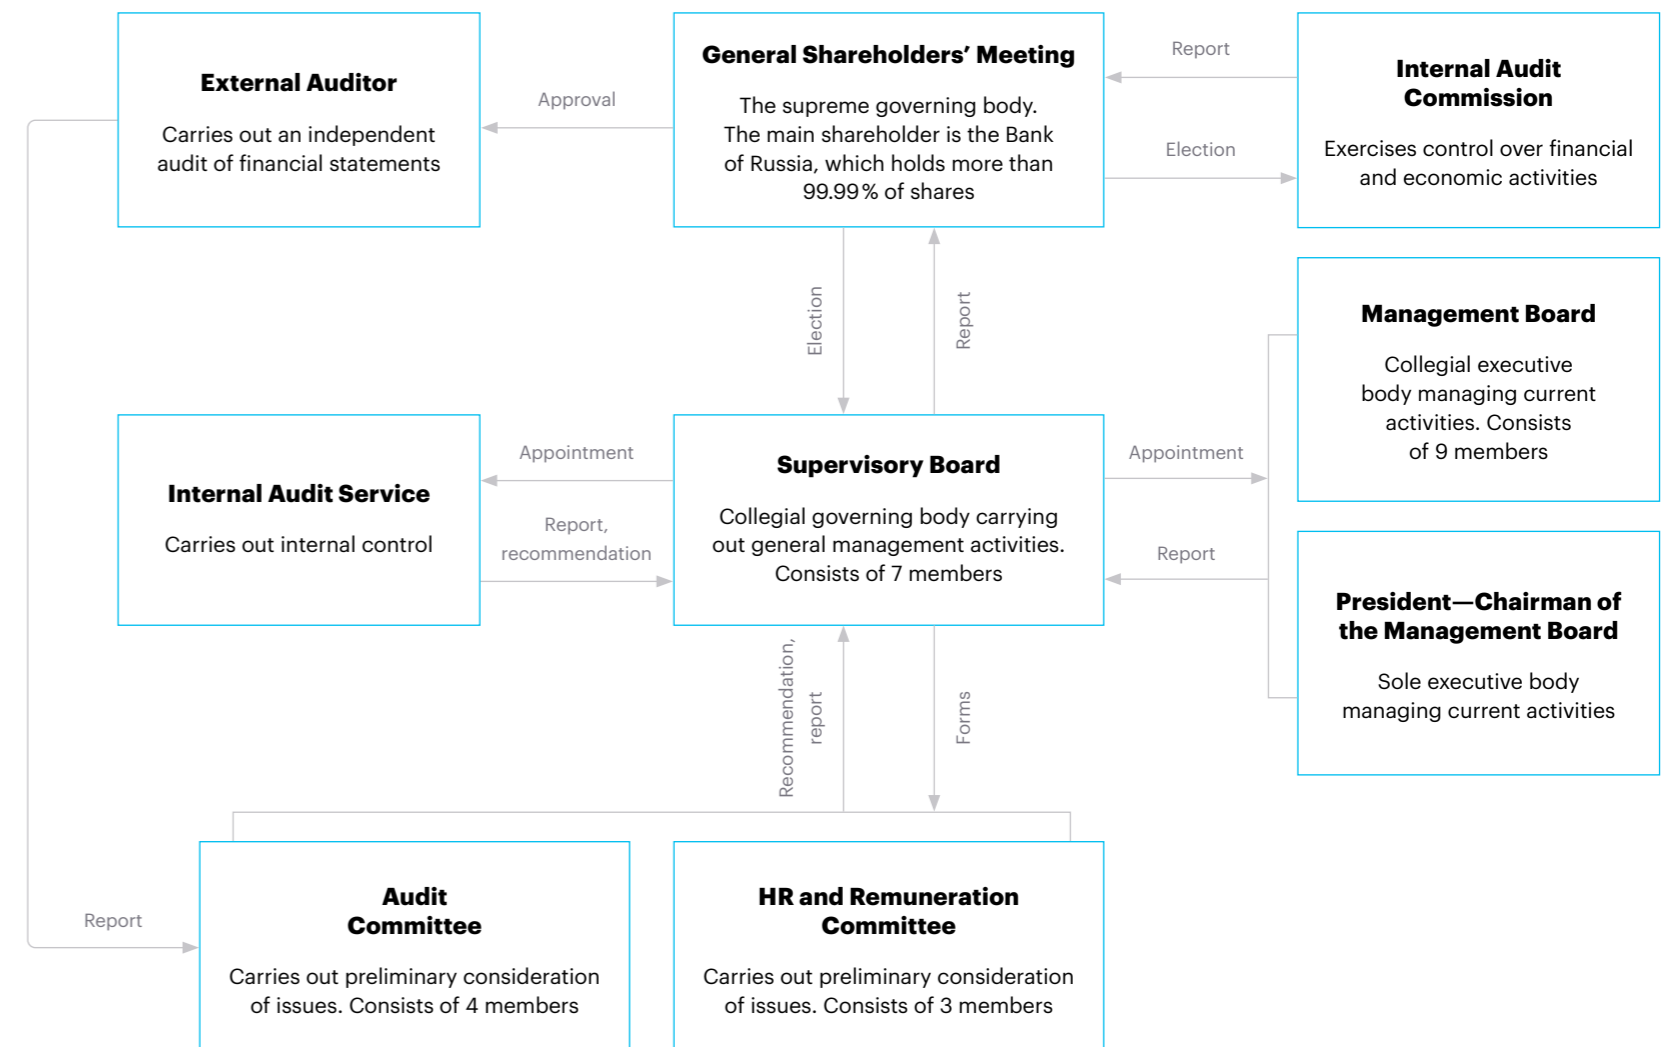 External Auditor
Carries out an independent
audit of financial statements
Approval
General Shareholders’ Meeting
The supreme governing body.
The main shareholder is the Bank
of Russia, which holds more than
99.99% of shares
Report
Election
Internal Audit
Commission
Exercises control over financial
and economic activities
Election
Report
Management Board
Collegial executive
body managing current
activities. Consists
of 9 members
Internal Audit Service
Carries out internal control
Appointment
Report,
recommendation
Supervisory Board
Collegial governing body carrying
out general management activities.
Consists of 7 members
Appointment
Report
President—Chairman of
the Management Board
Sole executive body
managing current activities
Recommendation,
report
Forms
Report
Audit
Committee
Carries out preliminary consideration
of issues. Consists of 4 members
HR and Remuneration
Committee
Carries out preliminary consideration
of issues. Consists of 3 members